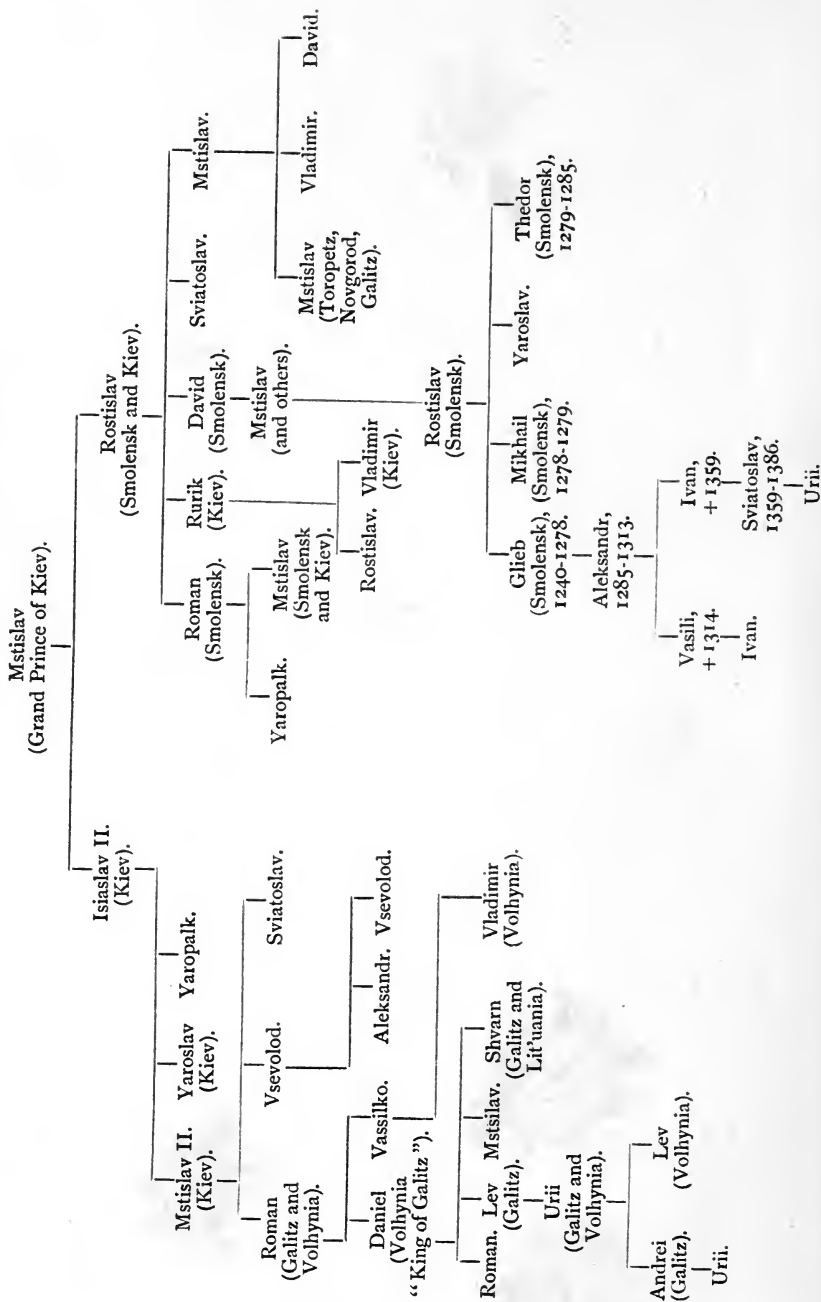 Mstislav
(Grand Prince of Kiev).
Isiaslav II.
(Kiev).
Rostislav
(Smolensk and Kiev).
Mstislav II.
(Kiev).
Yaroslav
(Kiev).
Yaropalk.
Roman
(Smolensk).
Rurik
(Kiev).
David
(Smolensk).
Sviatoslav.
Mstislav.
Roman
(Galitz and
Volhynia).
Vsevolod.
Sviatoslav.
Yaropalk.
Mstislav
(Smolensk
and Kiev).
Rostislav.
Vladimir
(Kiev).
Mstislav
(and others).
Mstislav
(Toropetz,
Novgorod,
Galitz).
Vladimir.
David.
Daniel
(Volhynia
"King of Galitz").
Vassilko.
Aleksandr.
Vsevolod.
Rostislav
(Smolensk).
Roman.
Lev
(Galitz).
Mstsilav.
Shvarn
(Galitz and
Lit'uania).
Vladimir
(Volhynia).
Glieb
(Smolensk),
1240-1278.
Mikhail
(Smolensk),
1278-1279.
Yaroslav.
Thedor
(Smolensk),
1279-1285.
Urii
(Galitz and
Volhynia).
Aleksandr,
1285-1313.
Andrei
(Galitz).
Lev
(Volhynia).
Vasili,
+ 1314.
Ivan,
+ 1359.
Urii.
Ivan.
Sviatoslav,
1359-1386.
Urii.